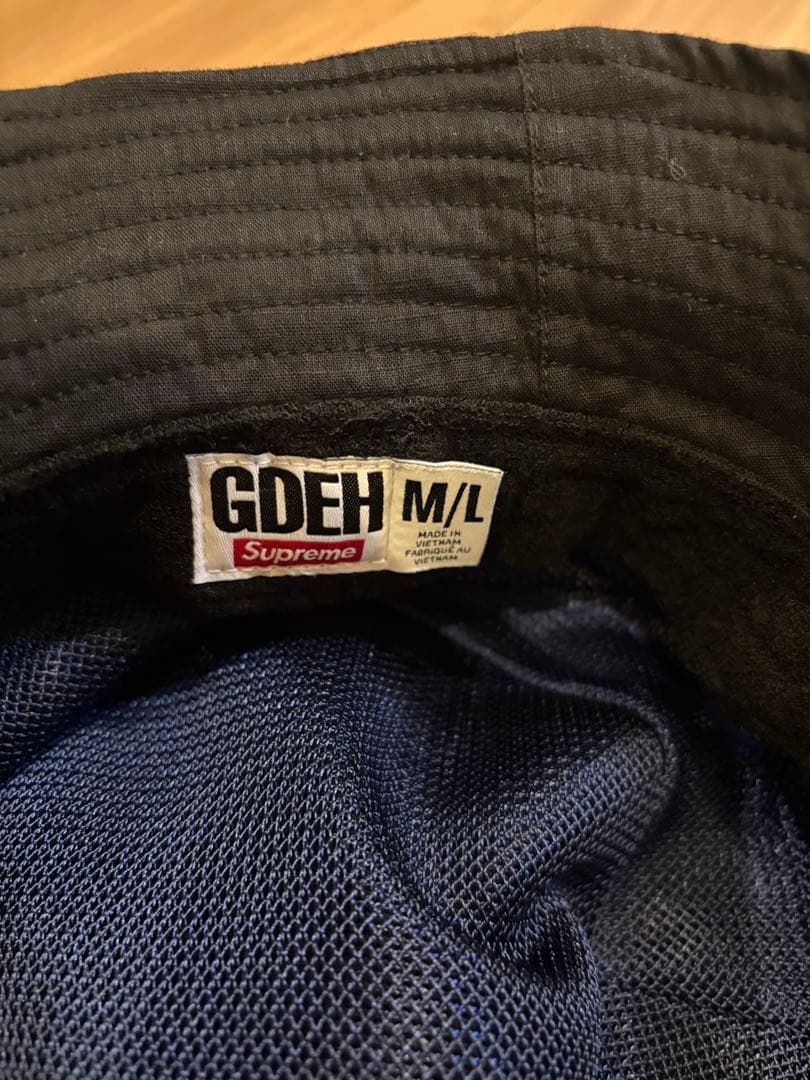 GDEH
Supreme
M/L
MADE IN
VIETNAM
FABRIQUÉ AU
VIETNAM